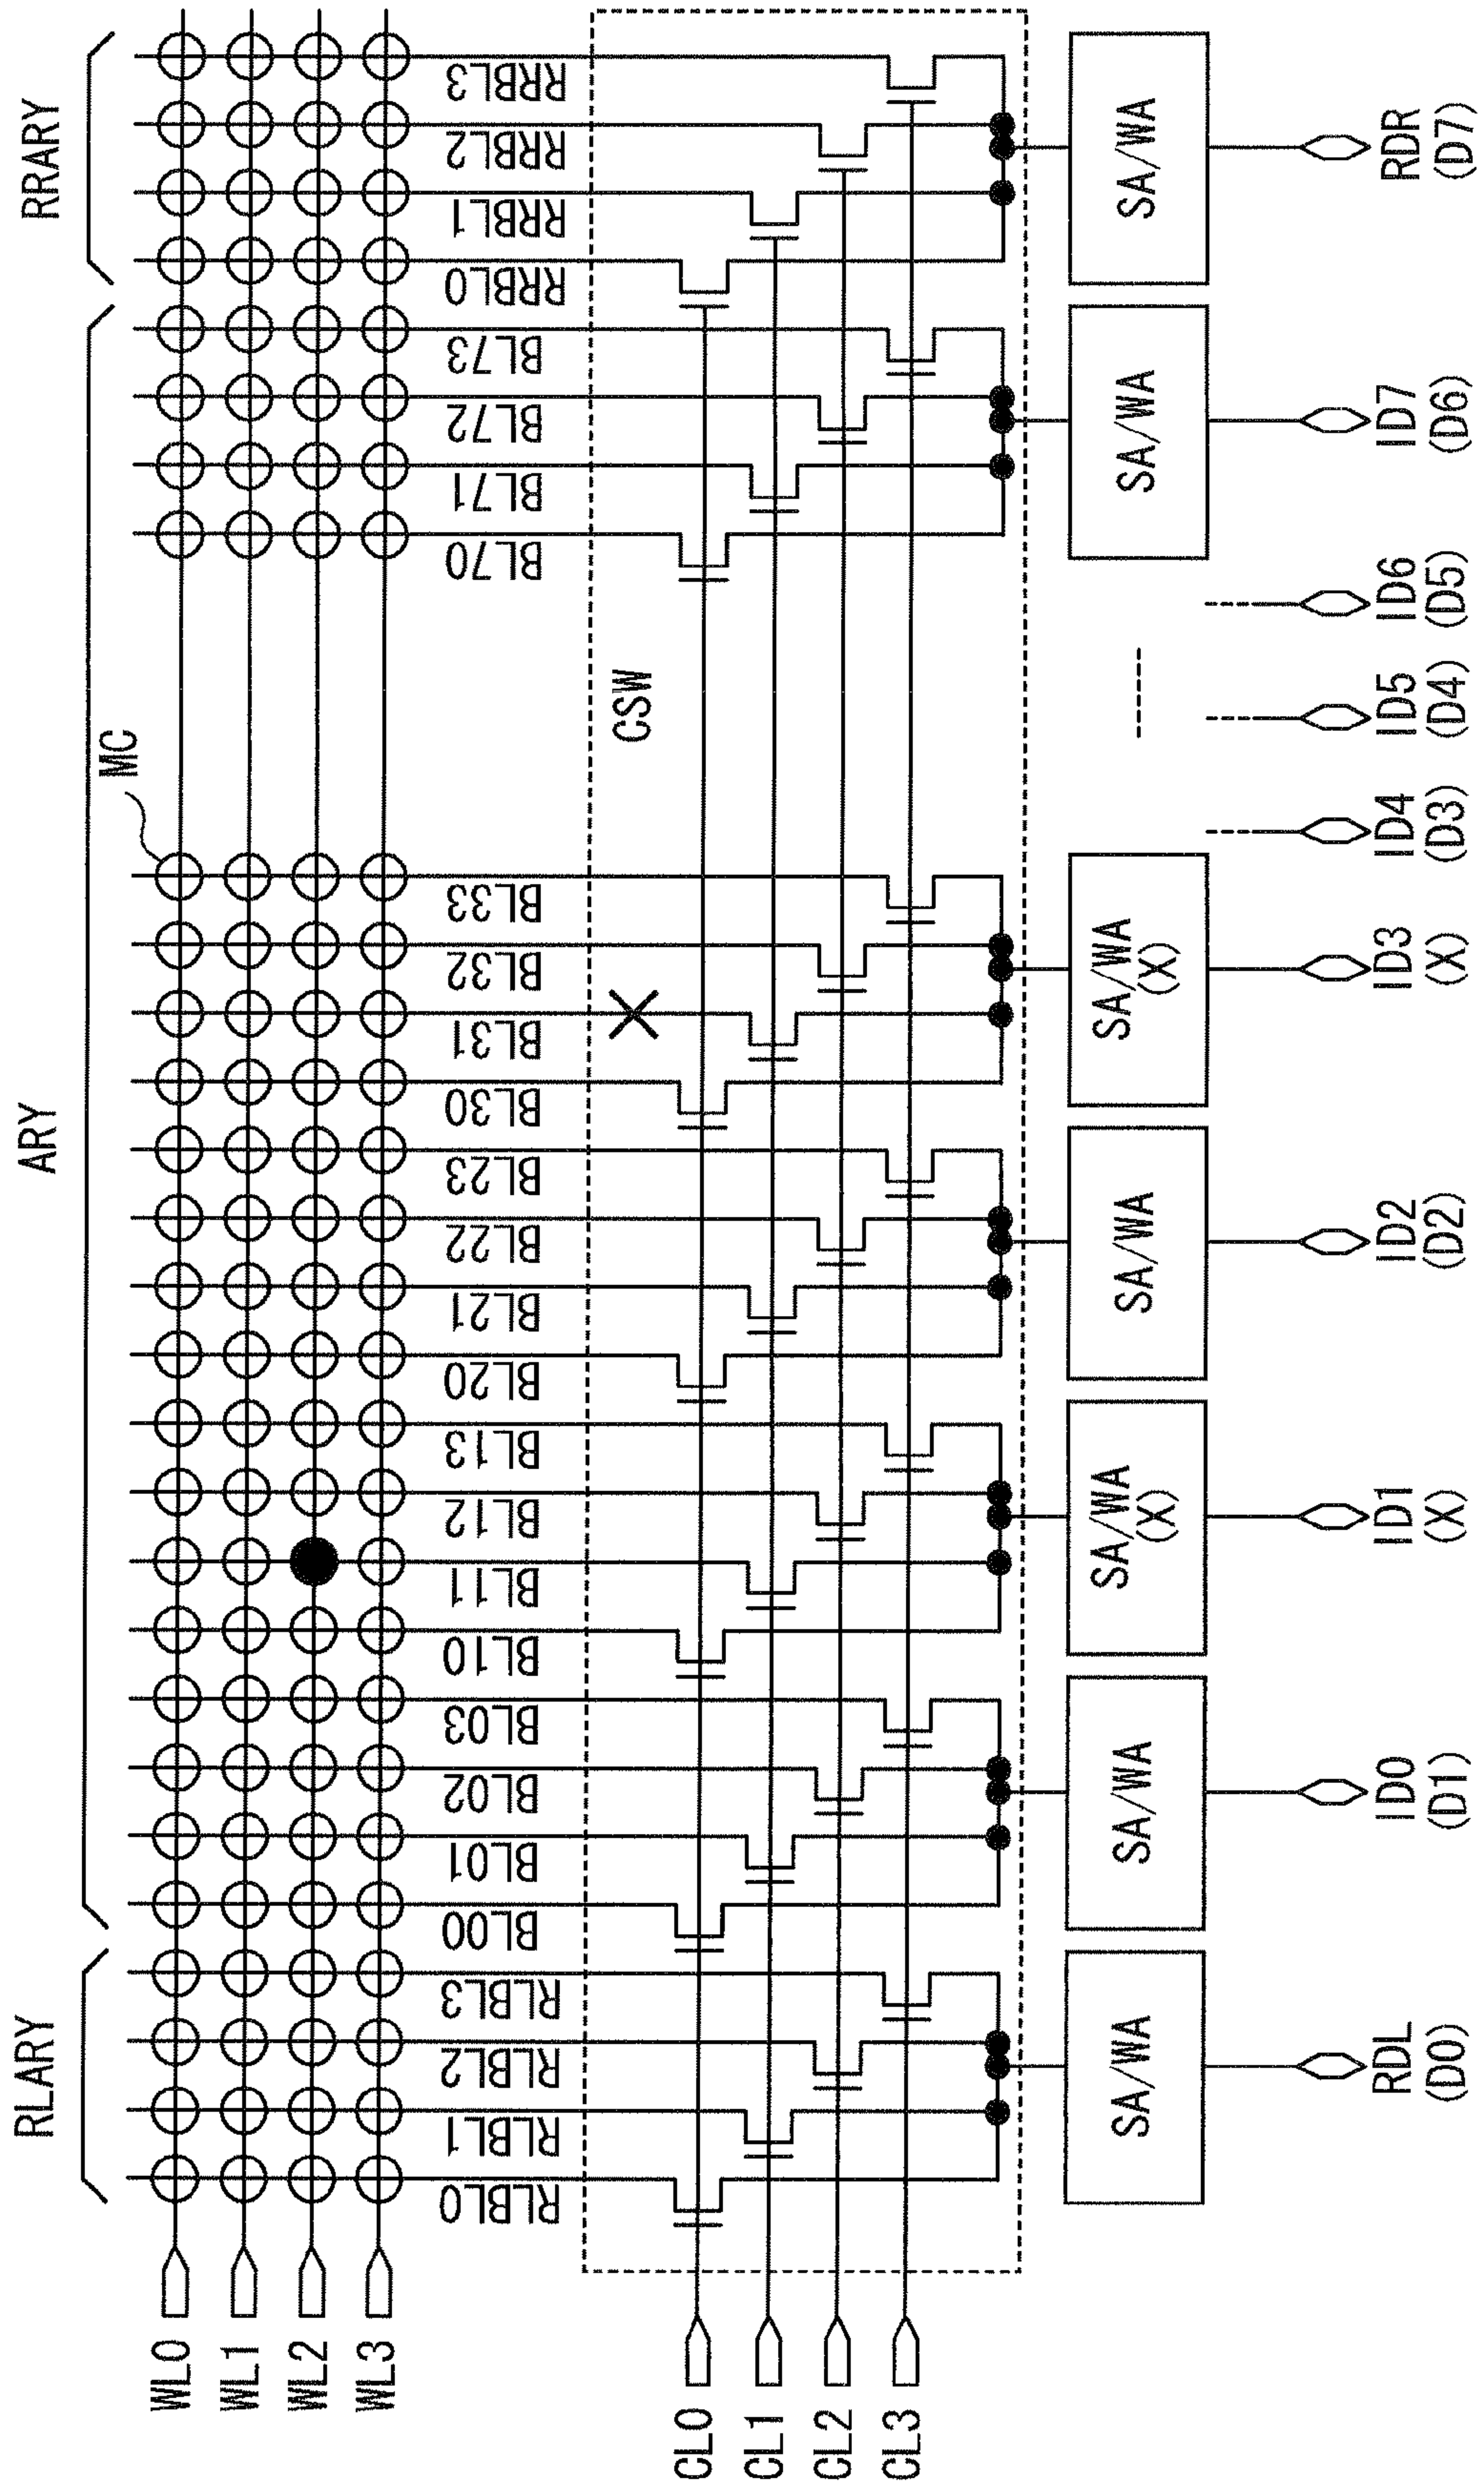 RLARY
ARY
RRARY
MC
WL0
WL1
WL2
WL3
RLBL0
RLBL1
RLBL2
RLBL3
BL00
BL01
BL02
BL03
BL10
BL11
BL12
BL13
BL20
BL21
BL22
BL23
BL30
BL31
BL32
BL33
BL70
BL71
BL72
BL73
RRBL0
RRBL1
RRBL2
RRBL3
CSW
CL0
CL1
CL2
CL3
SA/WA
SA/WA
SA/WA
(X)
SA/WA
SA/WA
(X)
SA/WA
SA/WA
RDL
(D0)
ID0
(D1)
ID1
(X)
ID2
(D2)
ID3
(X)
ID4
(D3)
ID5
(D4)
ID6
(D5)
ID7
(D6)
RDR
(D7)